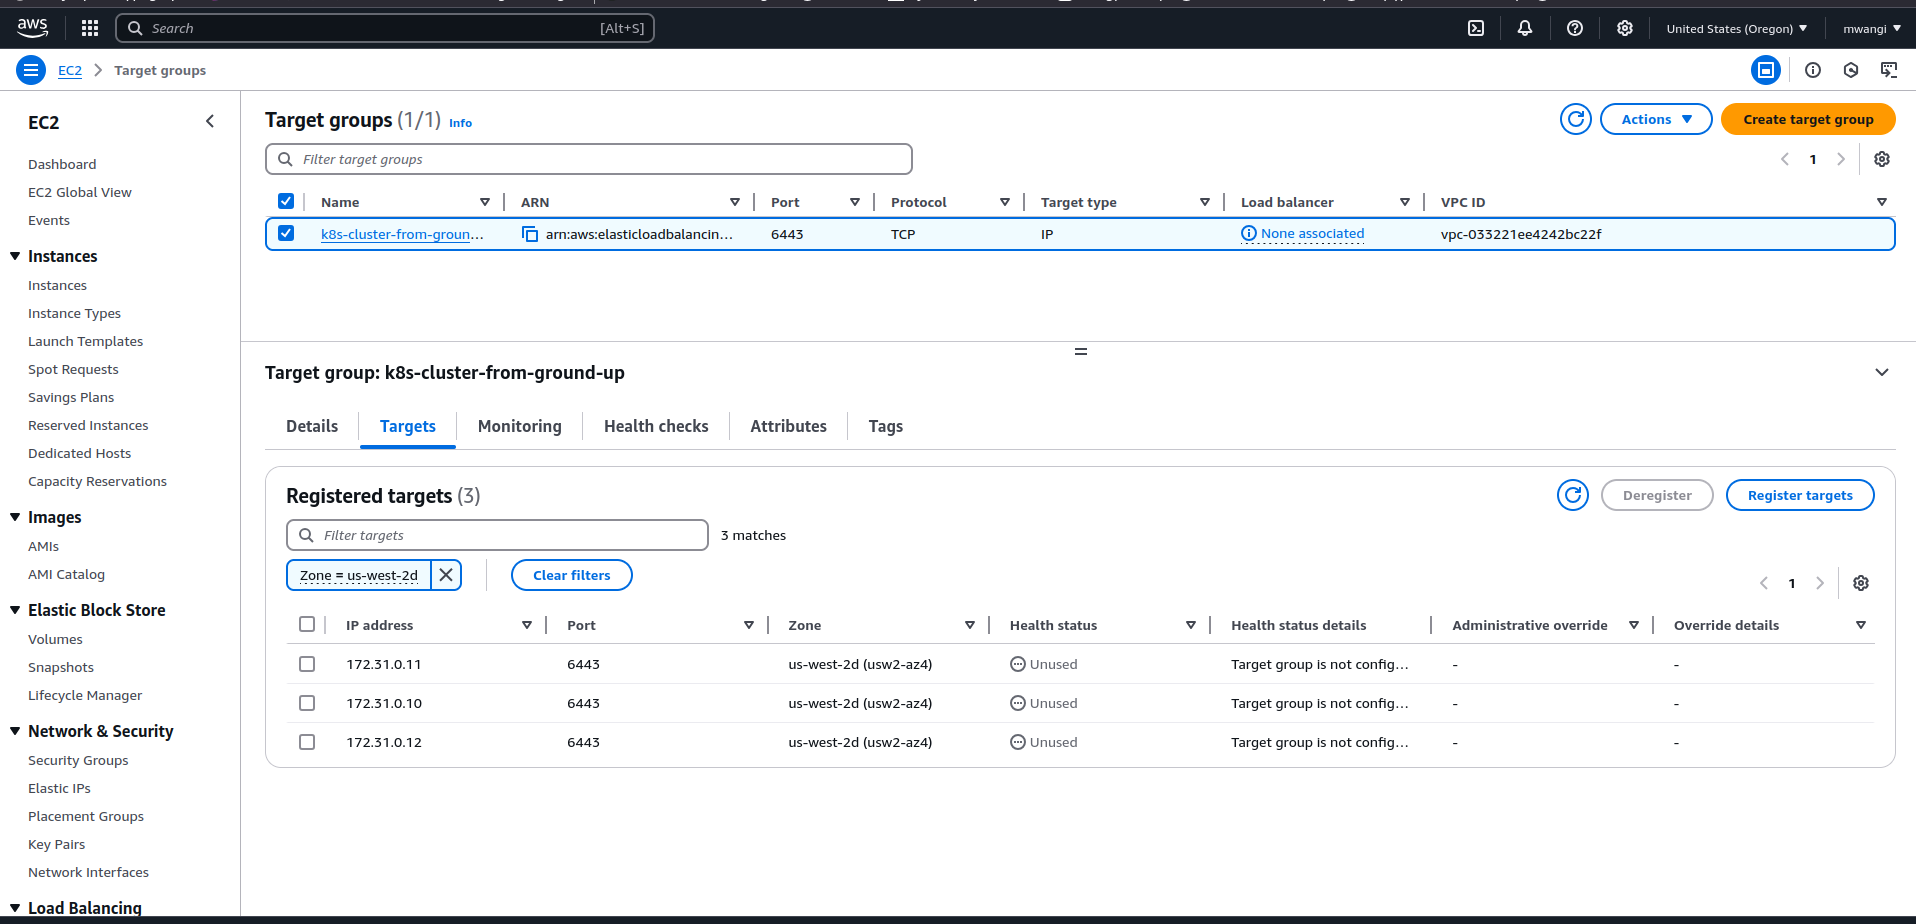 aws
Search [Alt+S]
United States (Oregon)
mwangi
EC2 Target groups
EC2
Dashboard
EC2 Global View
Events
Instances
Instances
Instance Types
Launch Templates
Spot Requests
Savings Plans
Reserved Instances
Dedicated Hosts
Capacity Reservations
Images
AMIs
AMI Catalog
Elastic Block Store
Volumes
Snapshots
Lifecycle Manager
Network & Security
Security Groups
Elastic IPs
Placement Groups
Key Pairs
Network Interfaces
Load Balancing
Target groups (1/1) Info
Actions
Create target group
Filter target groups
1
Name ARN Port Protocol Target type Load balancer VPC ID
k8s-cluster-from-groun... arn:aws:elasticloadbalancin... 6443 TCP IP None associated vpc-033221ee4242bc22f
Target group: k8s-cluster-from-ground-up
Details Targets Monitoring Health checks Attributes Tags
Registered targets (3)
Deregister
Register targets
Filter targets
3 matches
Zone = us-west-2d
Clear filters
1
IP address Port Zone Health status Health status details Administrative override Override details
172.31.0.11 6443 us-west-2d (usw2-az4) Unused Target group is not config... - -
172.31.0.10 6443 us-west-2d (usw2-az4) Unused Target group is not config... - -
172.31.0.12 6443 us-west-2d (usw2-az4) Unused Target group is not config... - -